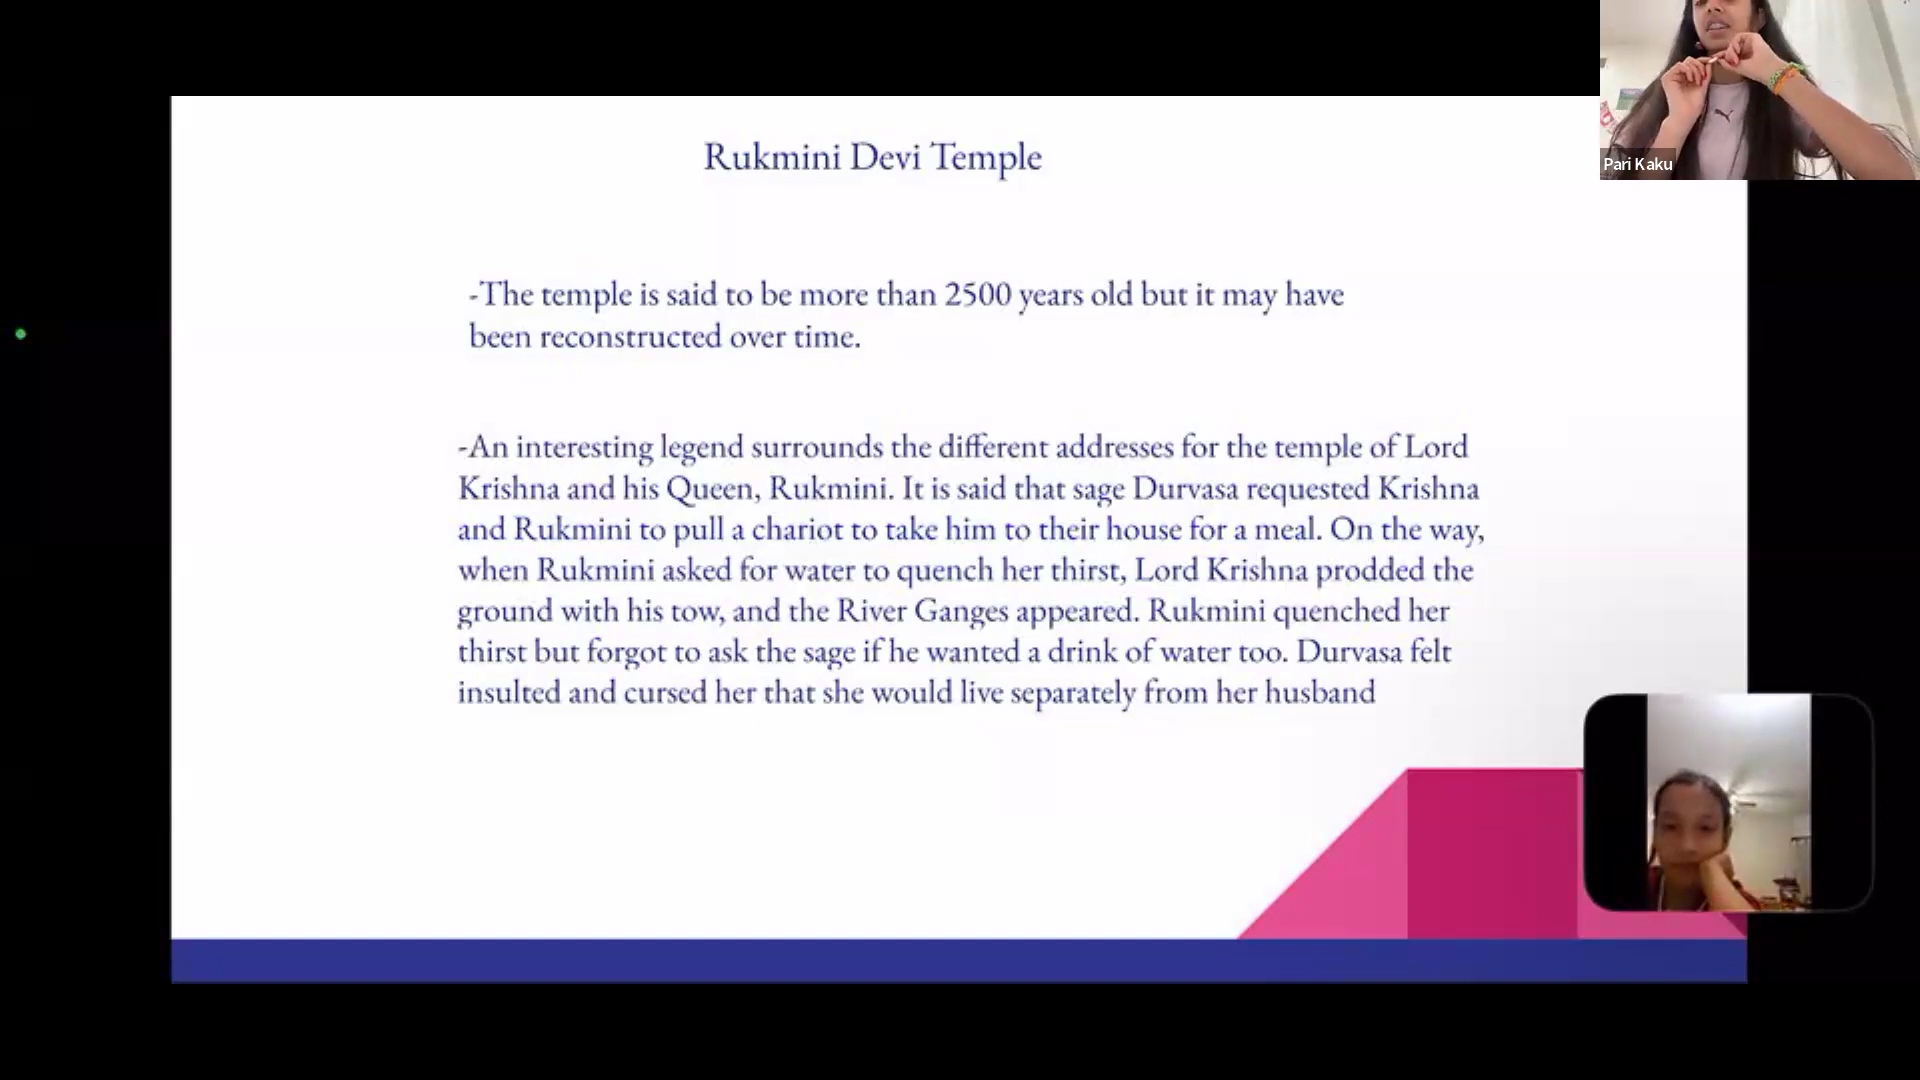 Rukmini Devi Temple
-The temple is said to be more than 2500 years old but it may have
been reconstructed over time.
-An interesting legend surrounds the different addresses for the temple of Lord
Krishna and his Queen, Rukmini. It is said that sage Durvasa requested Krishna
and Rukmini to pull a chariot to take him to their house for a meal. On the way,
when Rukmini asked for water to quench her thirst, Lord Krishna prodded the
ground with his tow, and the River Ganges appeared. Rukmini quenched her
thirst but forgot to ask the sage if he wanted a drink of water too. Durvasa felt
insulted and cursed her that she would live separately from her husband
Pari Kaku